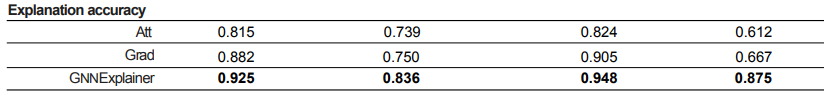 Explanation accuracy
Att 0.815 0.739 0.824 0.612
Grad 0.882 0.750 0.905 0.667
GNNExplainer 0.925 0.836 0.948 0.875